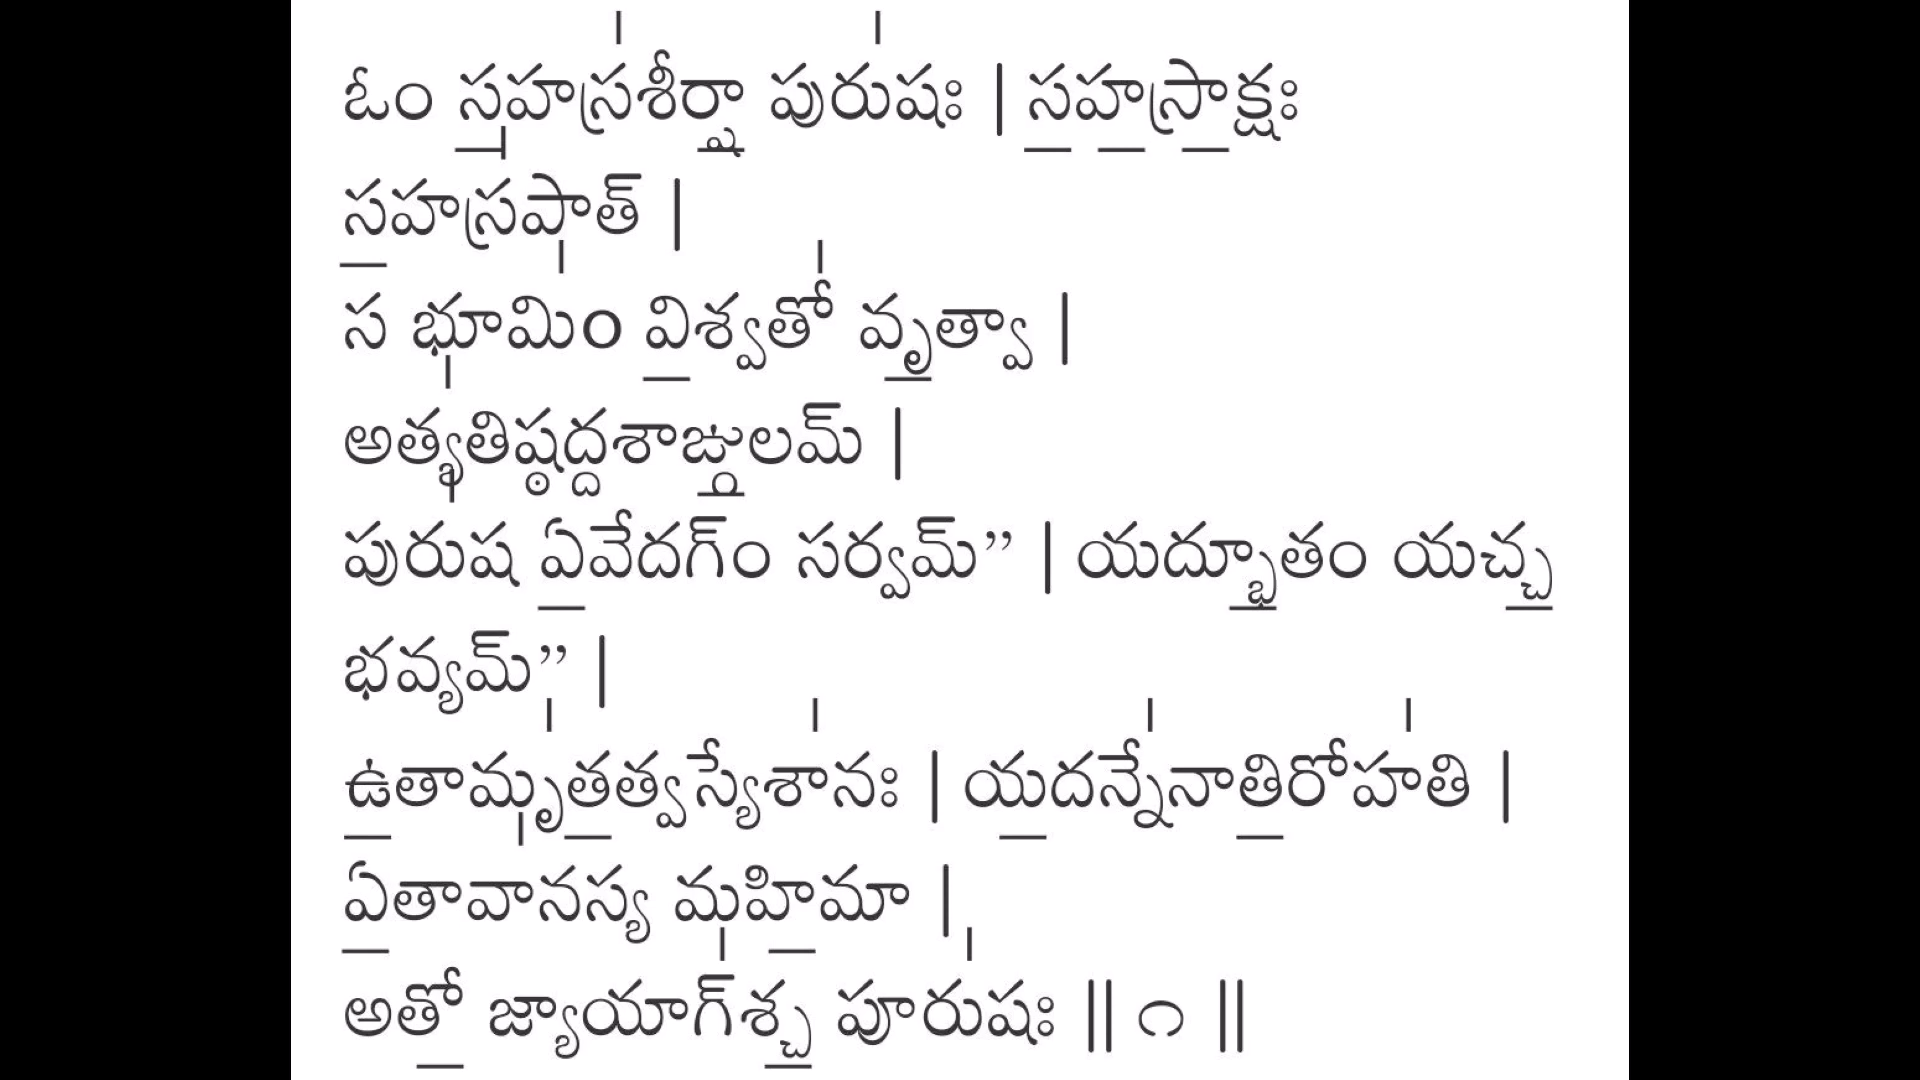 ఓం స॒హస్ర॑శీర్షా॒ పురు॑షః | స॒హ॒స్రా॒క్షః
స॒హస్ర॑పాత్ |
స భూమిం॑ వి॒శ్వతో॑ వృ॒త్వా |
అత్య॑తిష్ఠద్దశాఙ్గు॒లమ్ |
పురు॑ష ఏ॒వేదగ్ం సర్వమ్” | యద్భూ॒తం యచ్చ॒
భవ్యమ్” |
ఉ॒తామృ॑త॒త్వస్యేశా॑నః | య॒దన్నే॑నాతి॒రోహ॑తి |
ఏ॒తావా॑నస్య మహి॒మా |
అతో॒ జ్యాయాగ్॑శ్చ॒ పూరు॑షః || ౧ ||